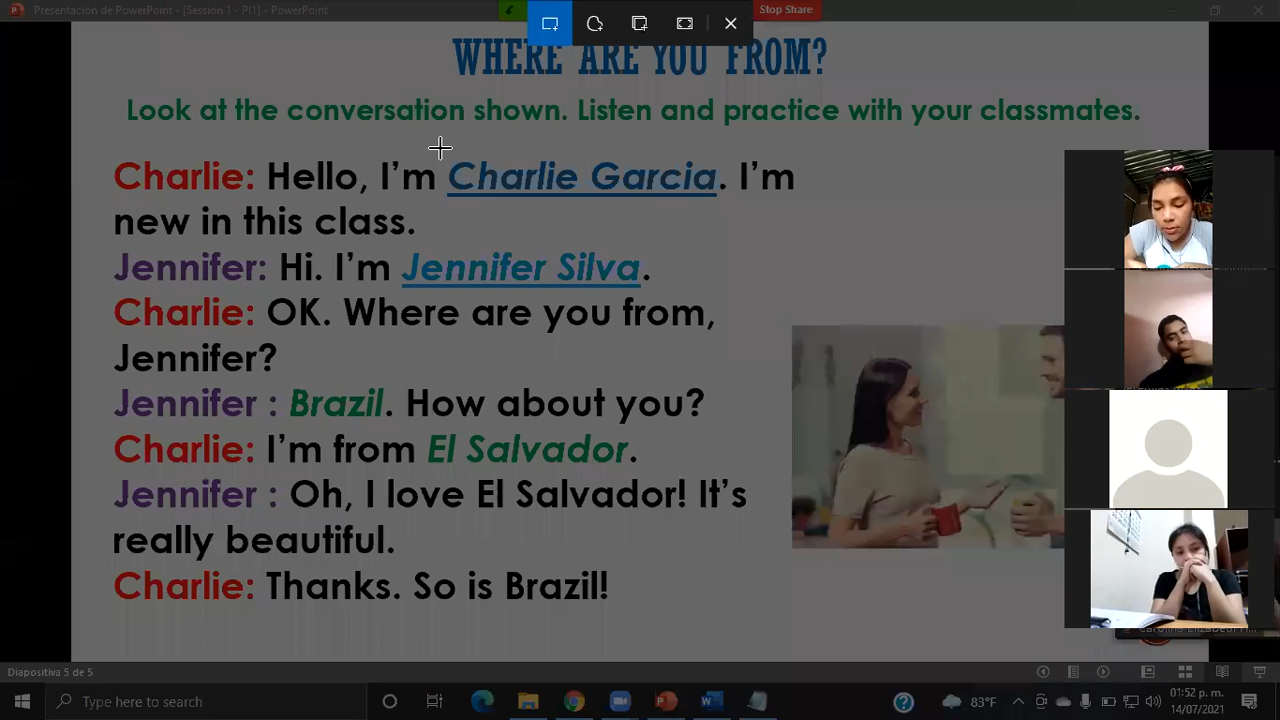 Presentación de PowerPoint - [Session 1 - PI1] - PowerPoint
Stop Share
WHERE ARE YOU FROM?
Look at the conversation shown. Listen and practice with your classmates.
Charlie: Hello, I'm Charlie Garcia. I'm
new in this class.
Jennifer: Hi. I'm Jennifer Silva.
Charlie: OK. Where are you from,
Jennifer?
Jennifer : Brazil. How about you?
Charlie: I'm from El Salvador.
Jennifer : Oh, I love El Salvador! It's
really beautiful.
Charlie: Thanks. So is Brazil!
Diapositiva 5 de 5
Type here to search
83°F
01:52 p. m.
14/07/2021